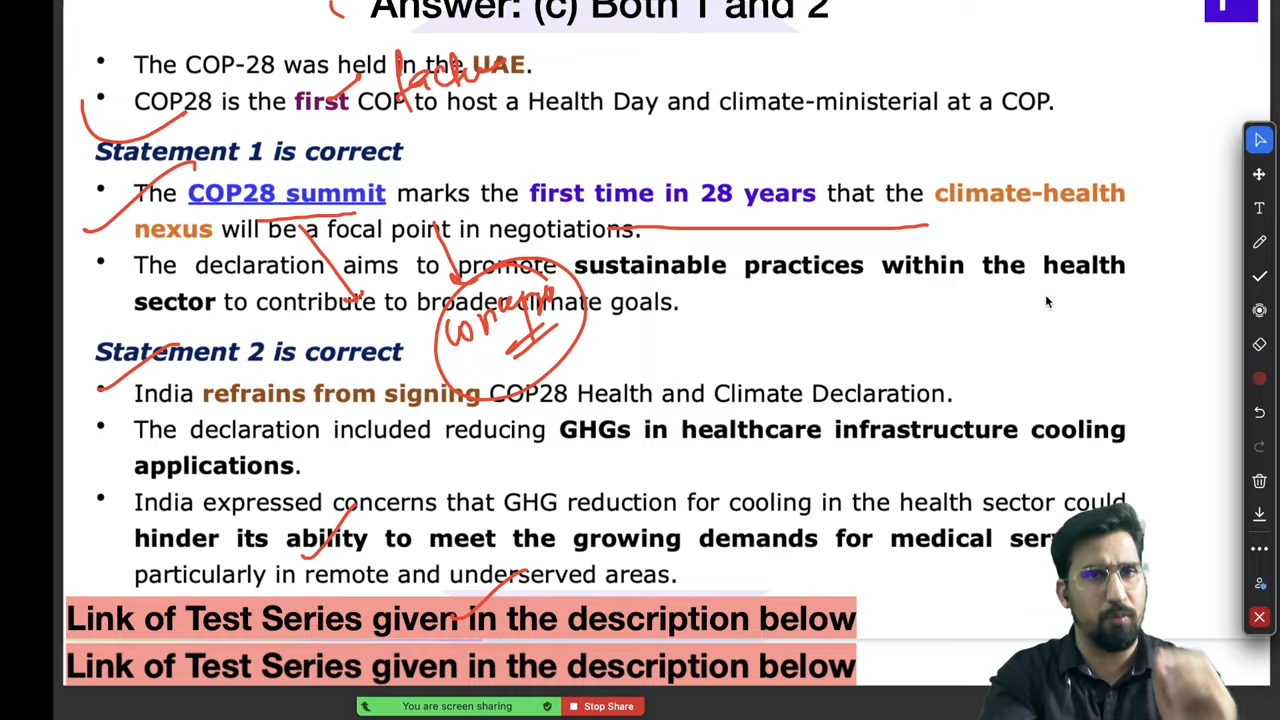 Answer: (c) Both 1 and 2
• The COP-28 was held in the UAE.
• COP28 is the first COP to host a Health Day and climate-ministerial at a COP.
Statement 1 is correct
• The COP28 summit marks the first time in 28 years that the climate-health
nexus will be a focal point in negotiations.
• The declaration aims to promote sustainable practices within the health
sector to contribute to broader climate goals.
Statement 2 is correct
• India refrains from signing COP28 Health and Climate Declaration.
• The declaration included reducing GHGs in healthcare infrastructure cooling
applications.
• India expressed concerns that GHG reduction for cooling in the health sector could
hinder its ability to meet the growing demands for medical
particularly in remote and underserved areas.
Link of Test Series given in the description below
Link of Test Series given in the description below
You are screen sharing
Stop Share